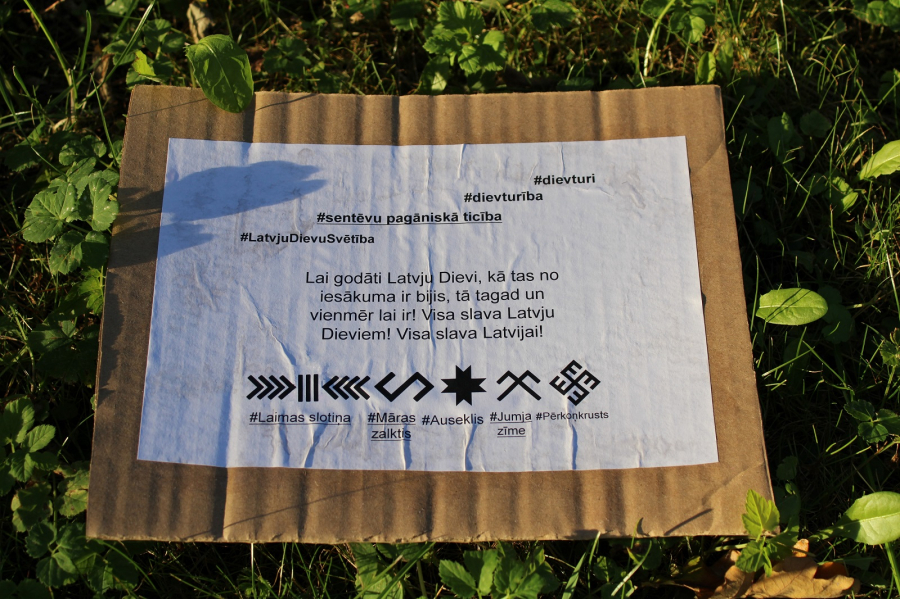 #dievturi
#dievturība
#sentēvu pagāniskā ticība
#LatvjuDievuSvētība
Lai godāti Latvju Dievi, kā tas no
iesākuma ir bijis, tā tagad un
vienmēr lai ir! Visa slava Latvju
Dieviem! Visa slava Latvijai!
#Laimas slotiņa
#Māras
zalktis
#Auseklis
#Jumja
zīme
#Pērkoņkrusts